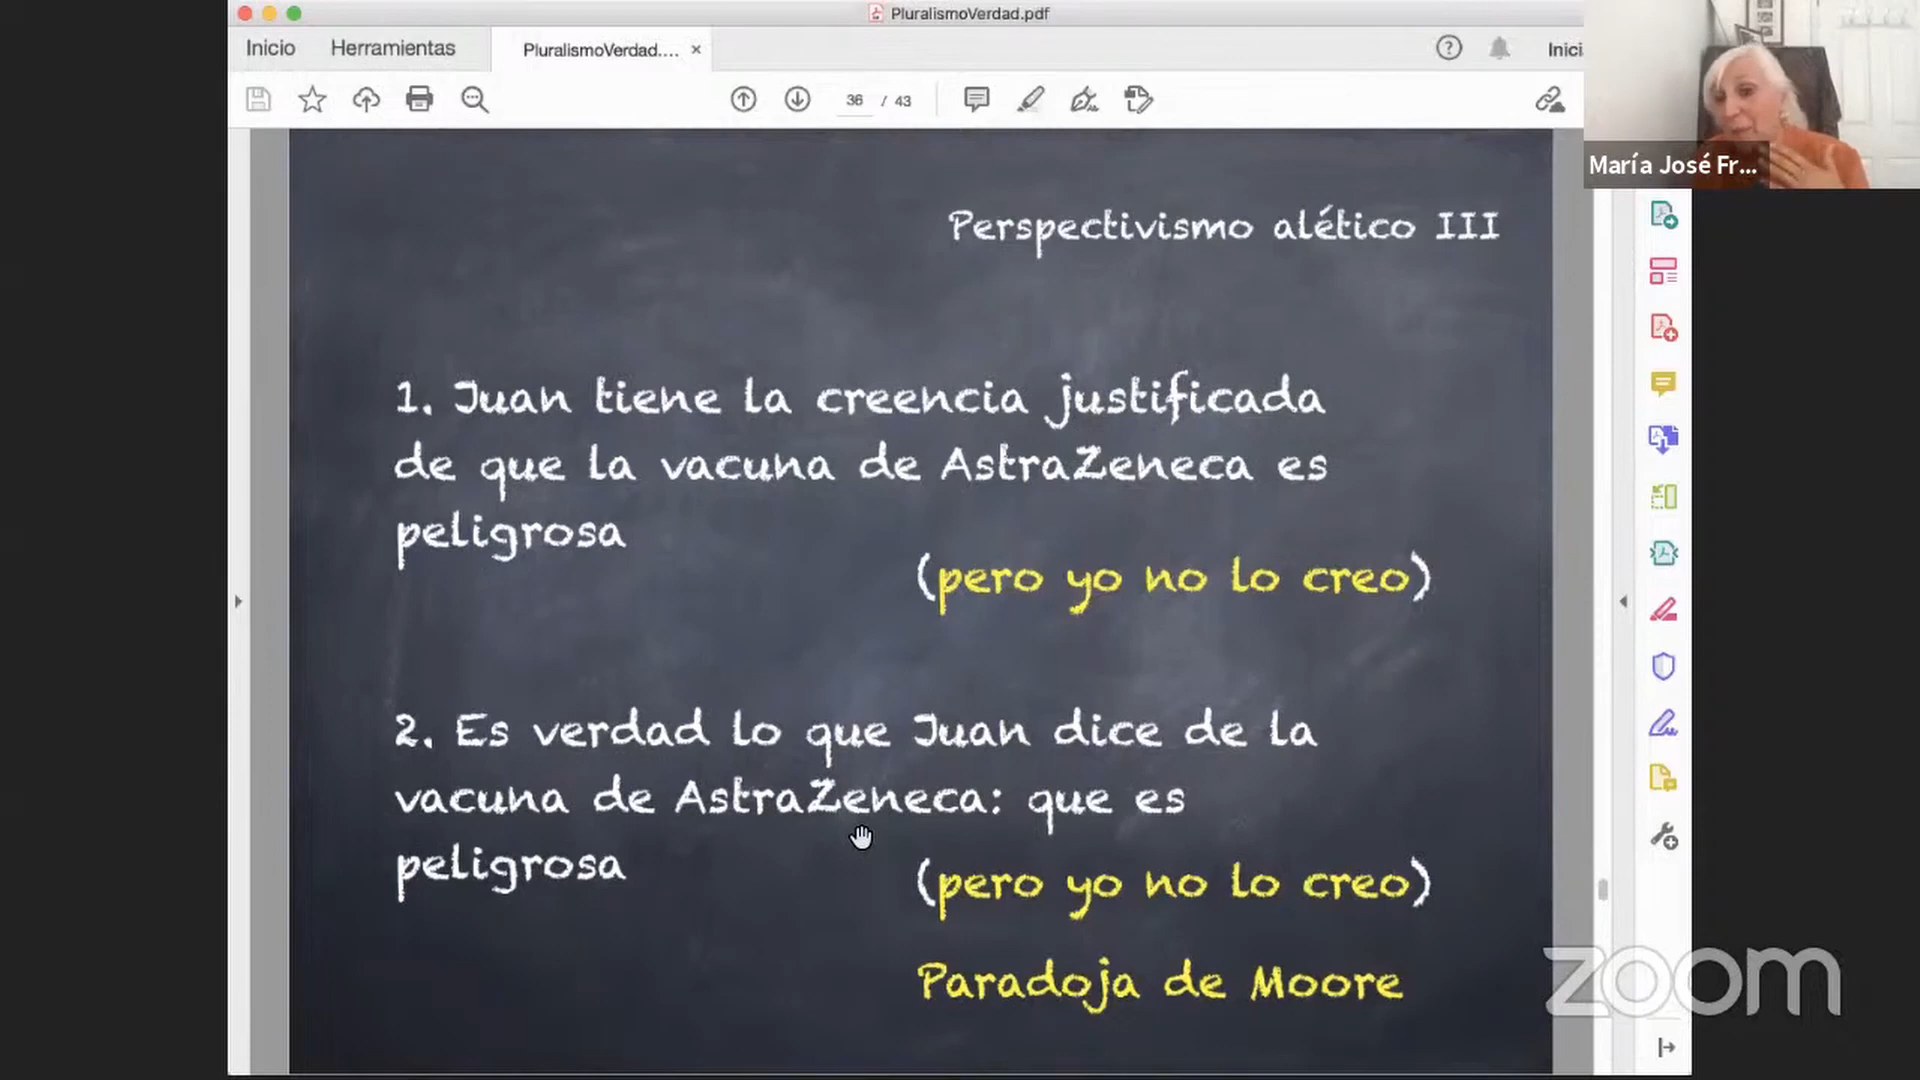 PluralismoVerdad.pdf
Inicio
Herramientas
PluralismoVerdad....
Inici
36 / 43
María José Fr...
Perspectivismo alético III
1. Juan tiene la creencia justificada
de que la vacuna de AstraZeneca es
peligrosa
(pero yo no lo creo)
2. Es verdad lo que Juan dice de la
vacuna de AstraZeneca: que es
peligrosa
(pero yo no lo creo)
Paradoja de Moore
zoom